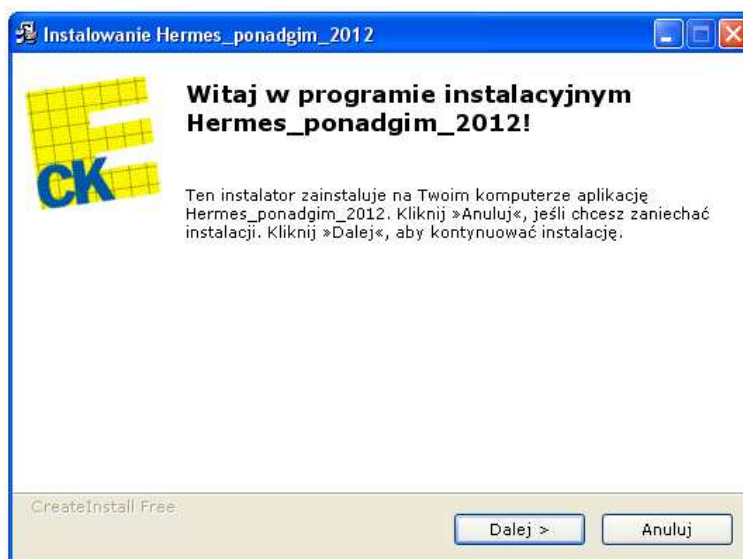 Instalowanie Hermes_ponadgim_2012
Witaj w programie instalacyjnym
Hermes_ponadgim_2012!
CKE
Ten instalator zainstaluje na Twoim komputerze aplikację
Hermes_ponadgim_2012. Kliknij »Anuluj«, jeśli chcesz zaniechać
instalacji. Kliknij »Dalej«, aby kontynuować instalację.
CreateInstall Free
Dalej >
Anuluj